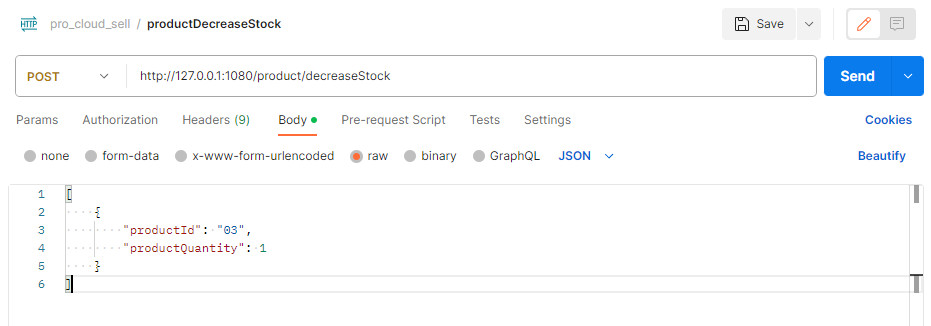 HTTP pro_cloud_sell / productDecreaseStock Save
POST http://127.0.0.1:1080/product/decreaseStock Send
Params Authorization Headers (9) Body Pre-request Script Tests Settings Cookies
none form-data x-www-form-urlencoded raw binary GraphQL JSON Beautify
1 [
2 {
3 "productId": "03",
4 "productQuantity": 1
5 }
6 ]